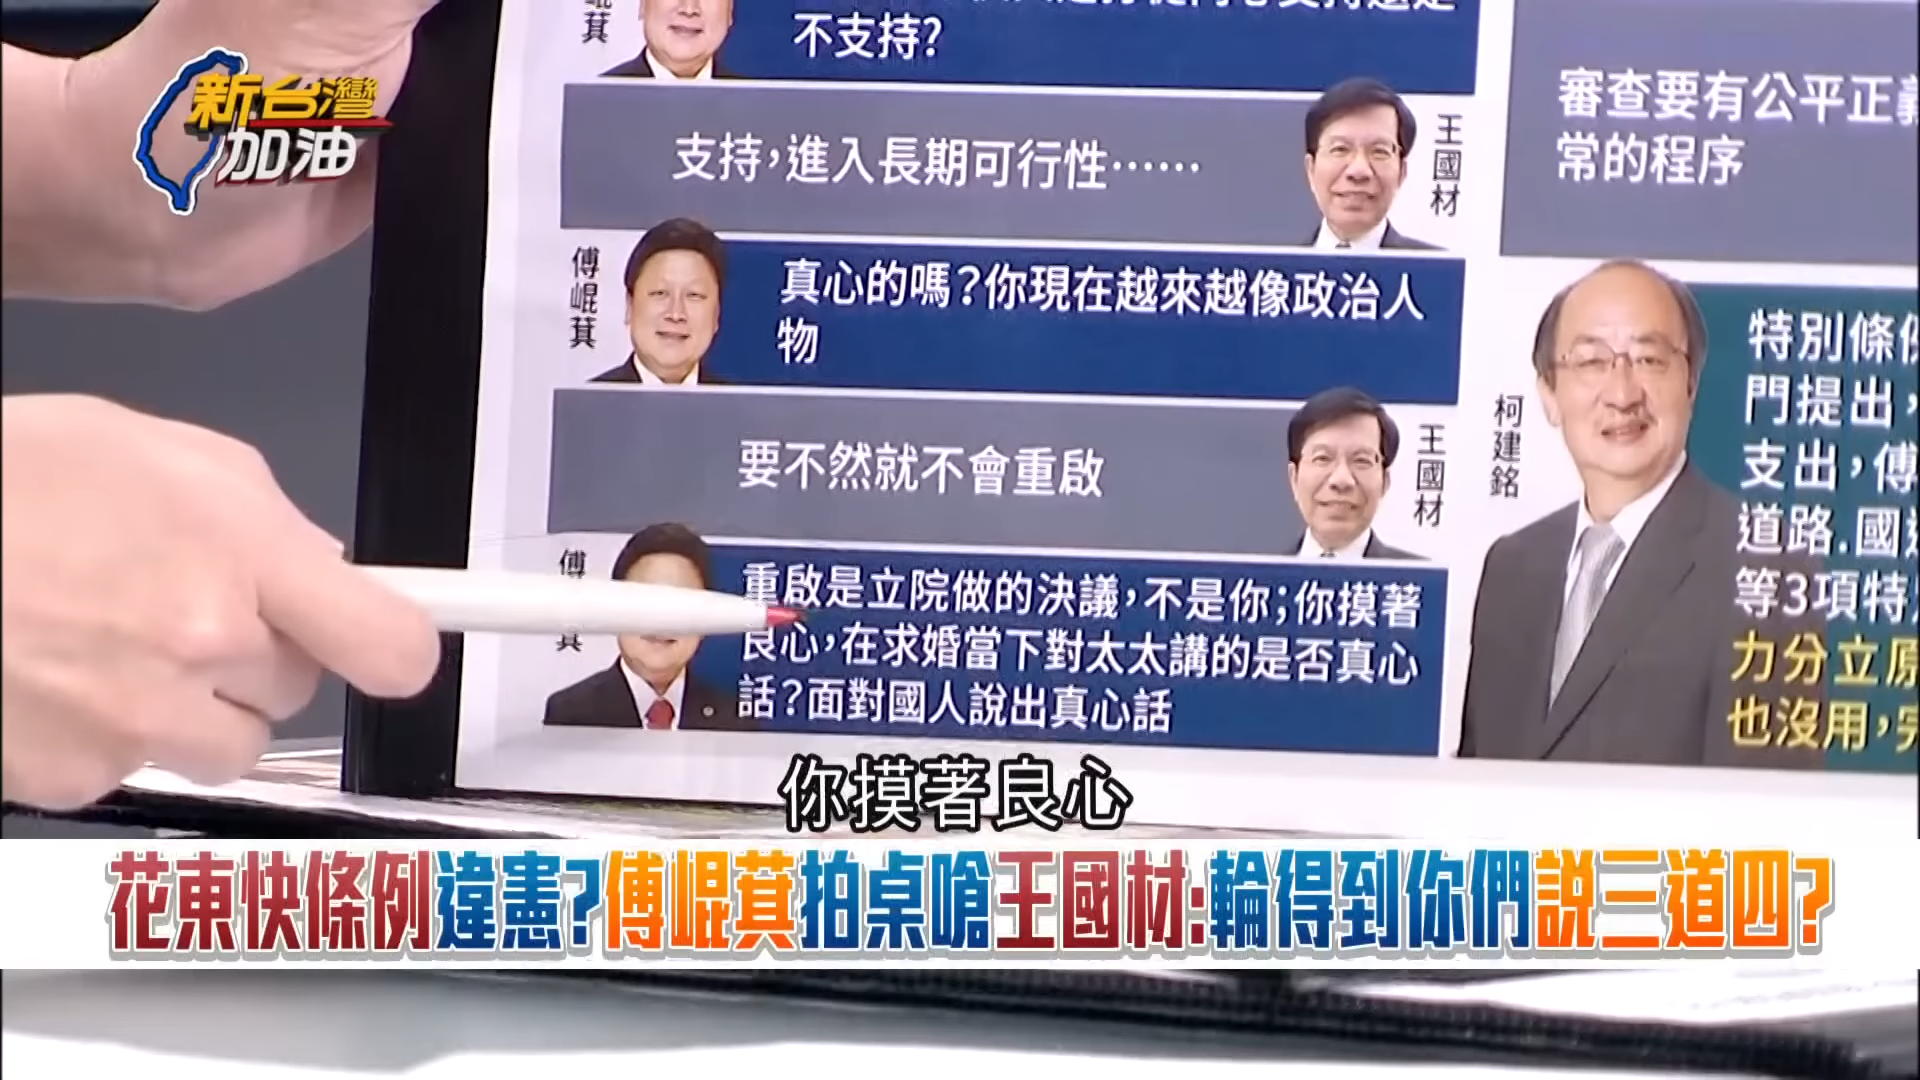 新台灣
加油
萁
不支持?
支持,進入長期可行性……
王國材
傅崐萁
真心的嗎?你現在越來越像政治人
物
要不然就不會重啟
王國材
傅
萁
重啟是立院做的決議,不是你;你摸著
良心,在求婚當下對太太講的是否真心
話?面對國人說出真心話
審查要有公平正義
常的程序
柯建銘
特別條
門提出,
支出,傅
道路.國
等3項特
力分立原
也沒用,完
你摸著良心
花東快條例違憲?傅崐萁拍桌嗆王國材:輪得到你們說三道四?